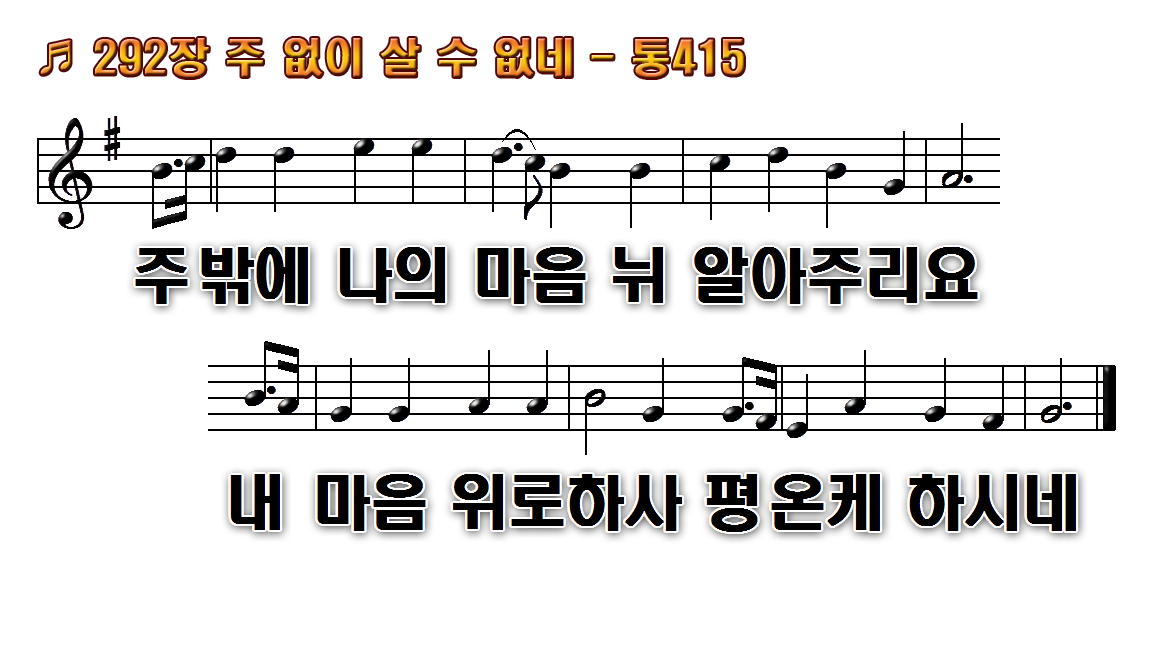 ♬ 292장 주 없이 살 수 없네 - 통415
주밖에 나의 마음 뉘 알아주리요
내 마음 위로하사 평온케 하시네